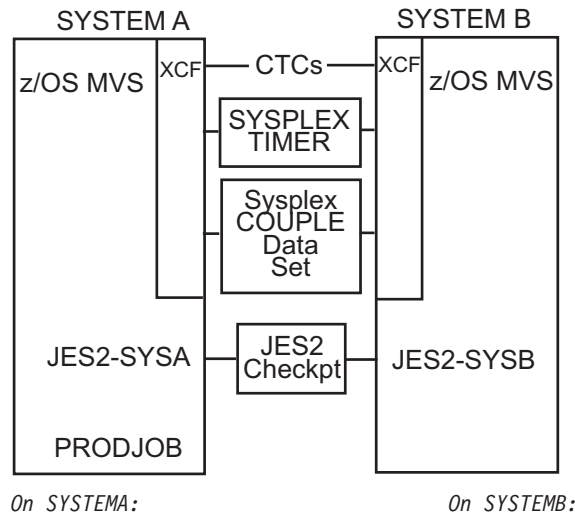 SYSTEM A
SYSTEM B
XCF
CTCs
XCF
z/OS MVS
z/OS MVS
SYSPLEX
TIMER
Sysplex
COUPLE
Data
Set
JES2-SYSA
JES2
Checkpt
JES2-SYSB
PRODJOB
On SYSTEMA:
On SYSTEMB: